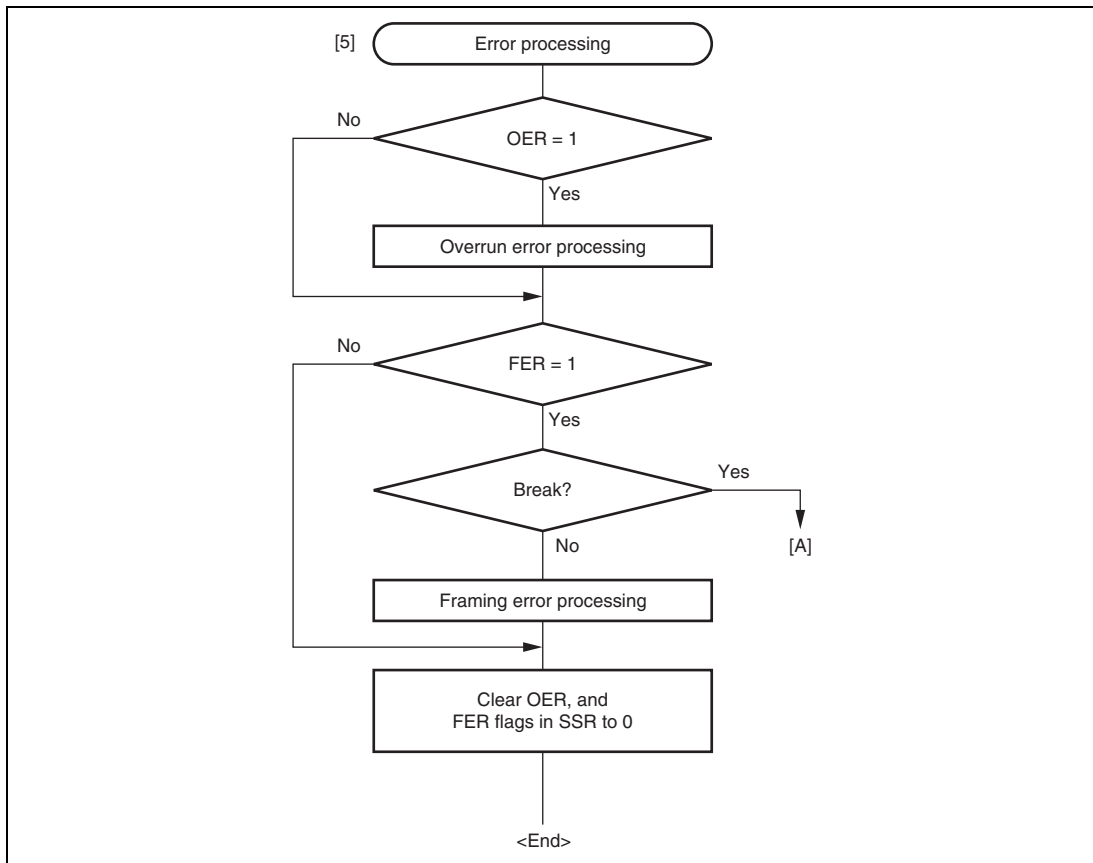 [5]
Error processing
No
OER = 1
Yes
Overrun error processing
No
FER = 1
Yes
Break?
Yes
No
[A]
Framing error processing
Clear OER, and
FER flags in SSR to 0
<End>